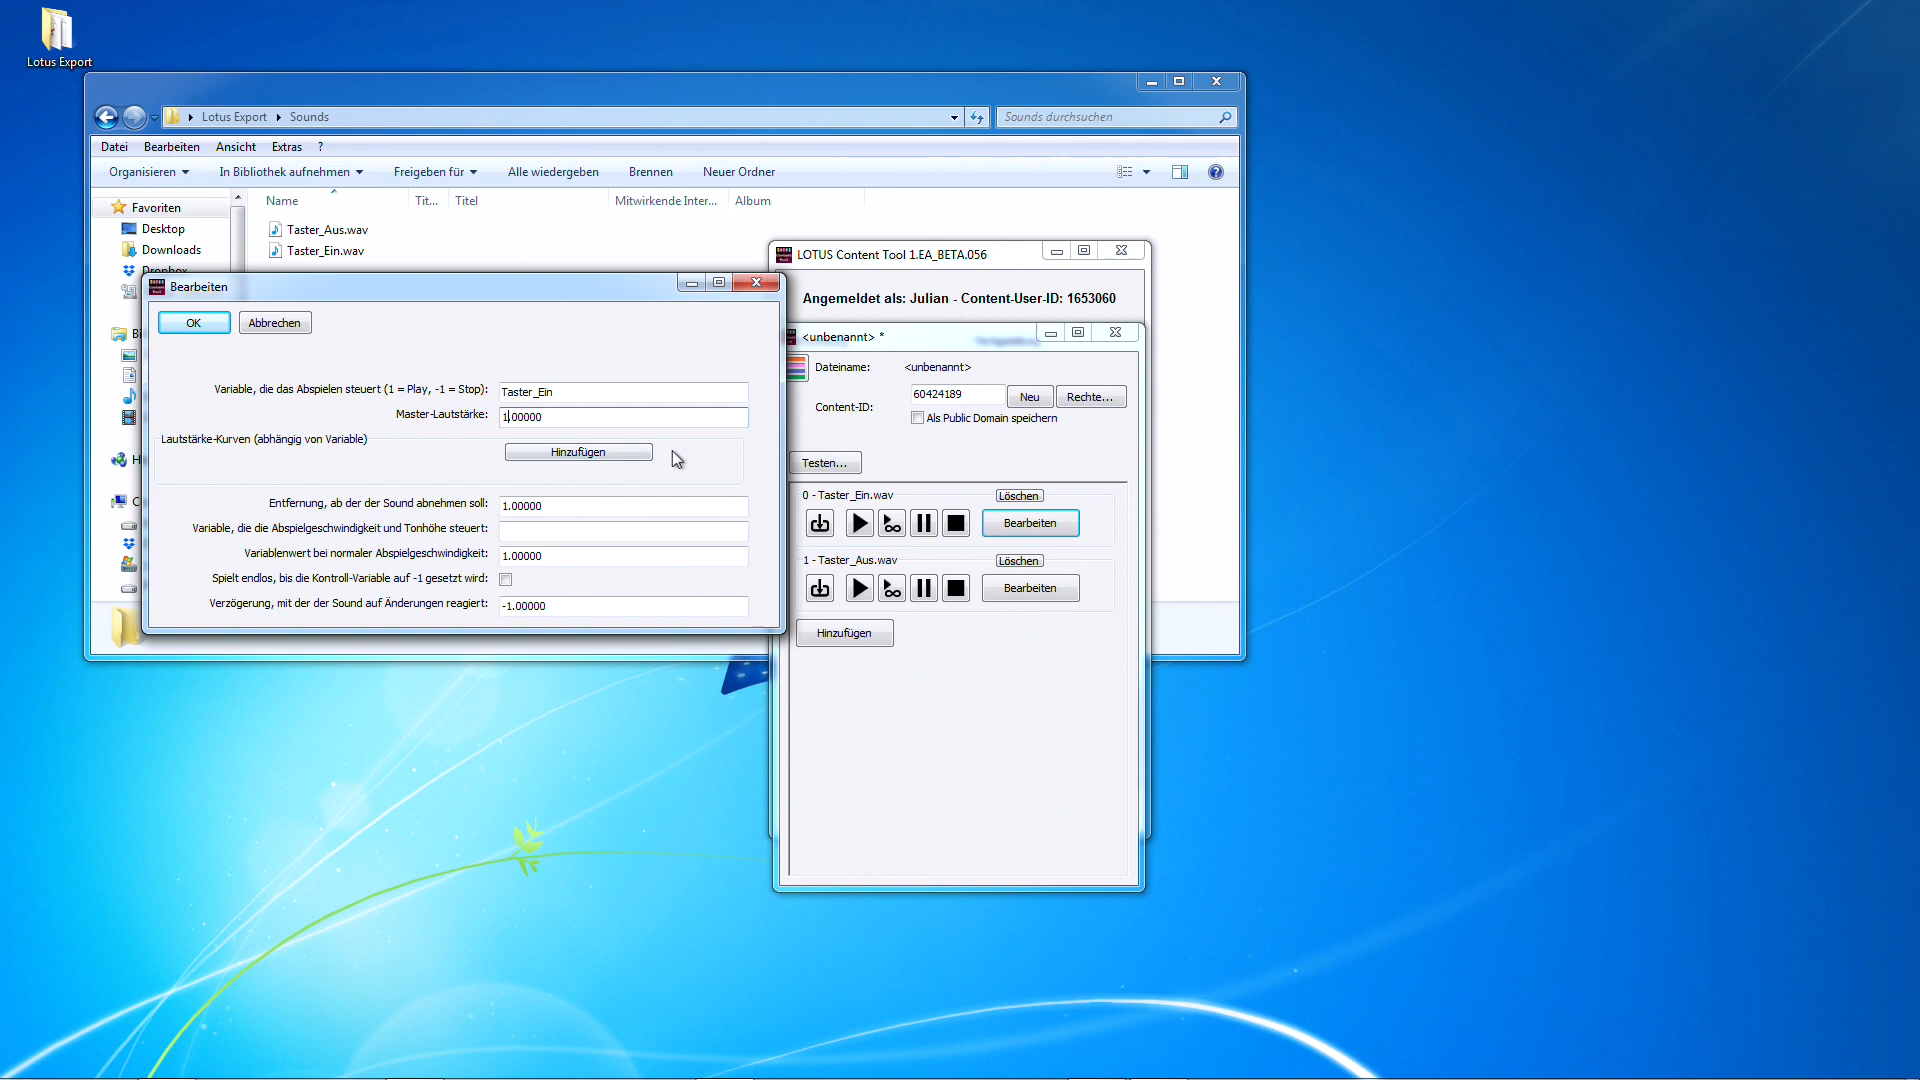 Lotus Export
Lotus Export
Sounds
Sounds durchsuchen
Datei
Bearbeiten
Ansicht
Extras
?
Organisieren
In Bibliothek aufnehmen
Freigeben für
Alle wiedergeben
Brennen
Neuer Ordner
Name
Tit...
Titel
Mitwirkende Inter...
Album
Favoriten
Desktop
Downloads
Dropbox
Taster_Aus.wav
Taster_Ein.wav
LOTUS Content Tool 1.EA_BETA.056
Angemeldet als: Julian - Content-User-ID: 1653060
Bearbeiten
OK
Abbrechen
Variable, die das Abspielen steuert (1 = Play, -1 = Stop):
Taster_Ein
Master-Lautstärke:
1.00000
Lautstärke-Kurven (abhängig von Variable)
Hinzufügen
Entfernung, ab der der Sound abnehmen soll:
1.00000
Variable, die die Abspielgeschwindigkeit und Tonhöhe steuert:
Variablenwert bei normaler Abspielgeschwindigkeit:
1.00000
Spielt endlos, bis die Kontroll-Variable auf -1 gesetzt wird:
Verzögerung, mit der der Sound auf Änderungen reagiert:
-1.00000
<unbenannt> *
Dateiname:
<unbenannt>
Content-ID:
60424189
Neu
Rechte...
Als Public Domain speichern
Testen...
0 - Taster_Ein.wav
Löschen
Bearbeiten
1 - Taster_Aus.wav
Löschen
Bearbeiten
Hinzufügen